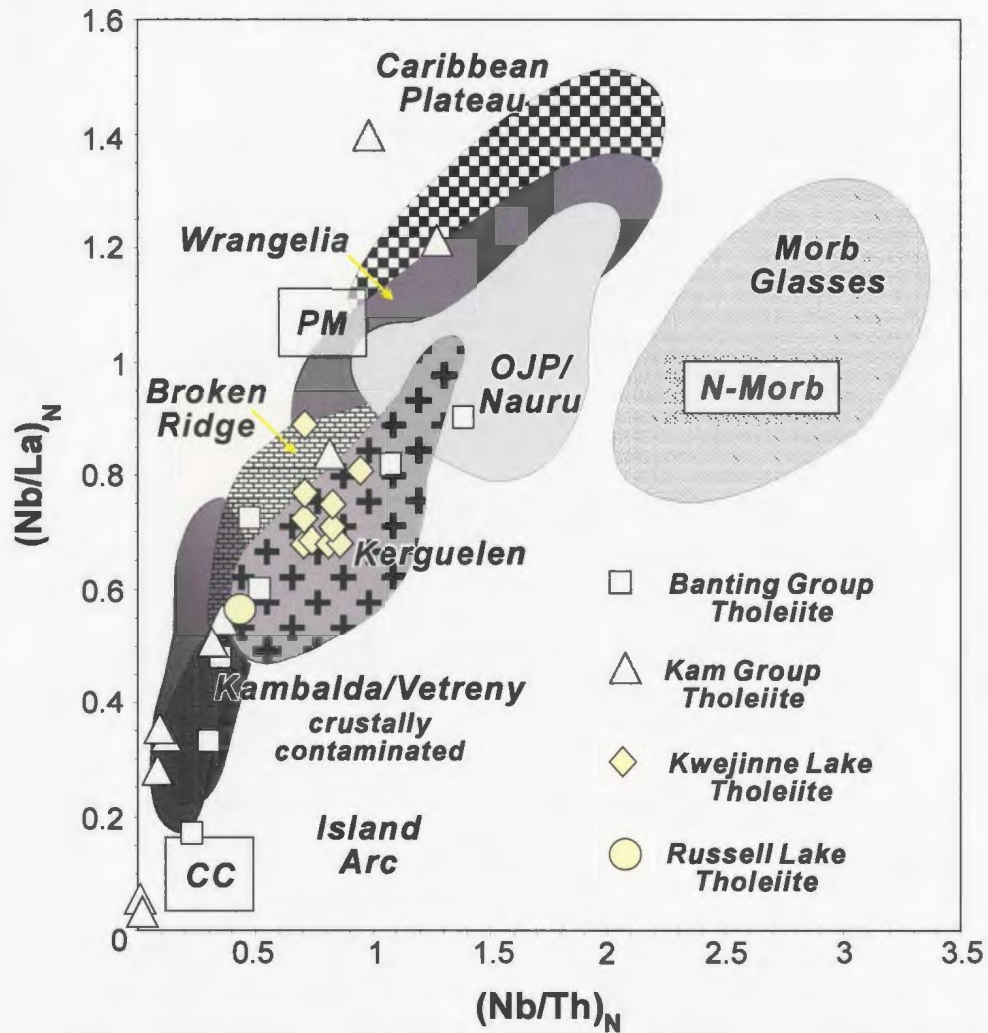 1.6
1.4
1.2
1
0.8
0.6
0.4
0.2
0
(Nb/La)N
Caribbean
Plateau
Wrangelia
PM
Broken
Ridge
OJP/
Nauru
Morb
Glasses
N-Morb
Kerguelen
Kambalda/Vetreny
crustally
contaminated
Island
Arc
CC
Banting Group
Tholeiite
Kam Group
Tholeiite
Kwejinne Lake
Tholeiite
Russell Lake
Tholeiite
0.5
1
1.5
2
2.5
3
3.5
(Nb/Th)N